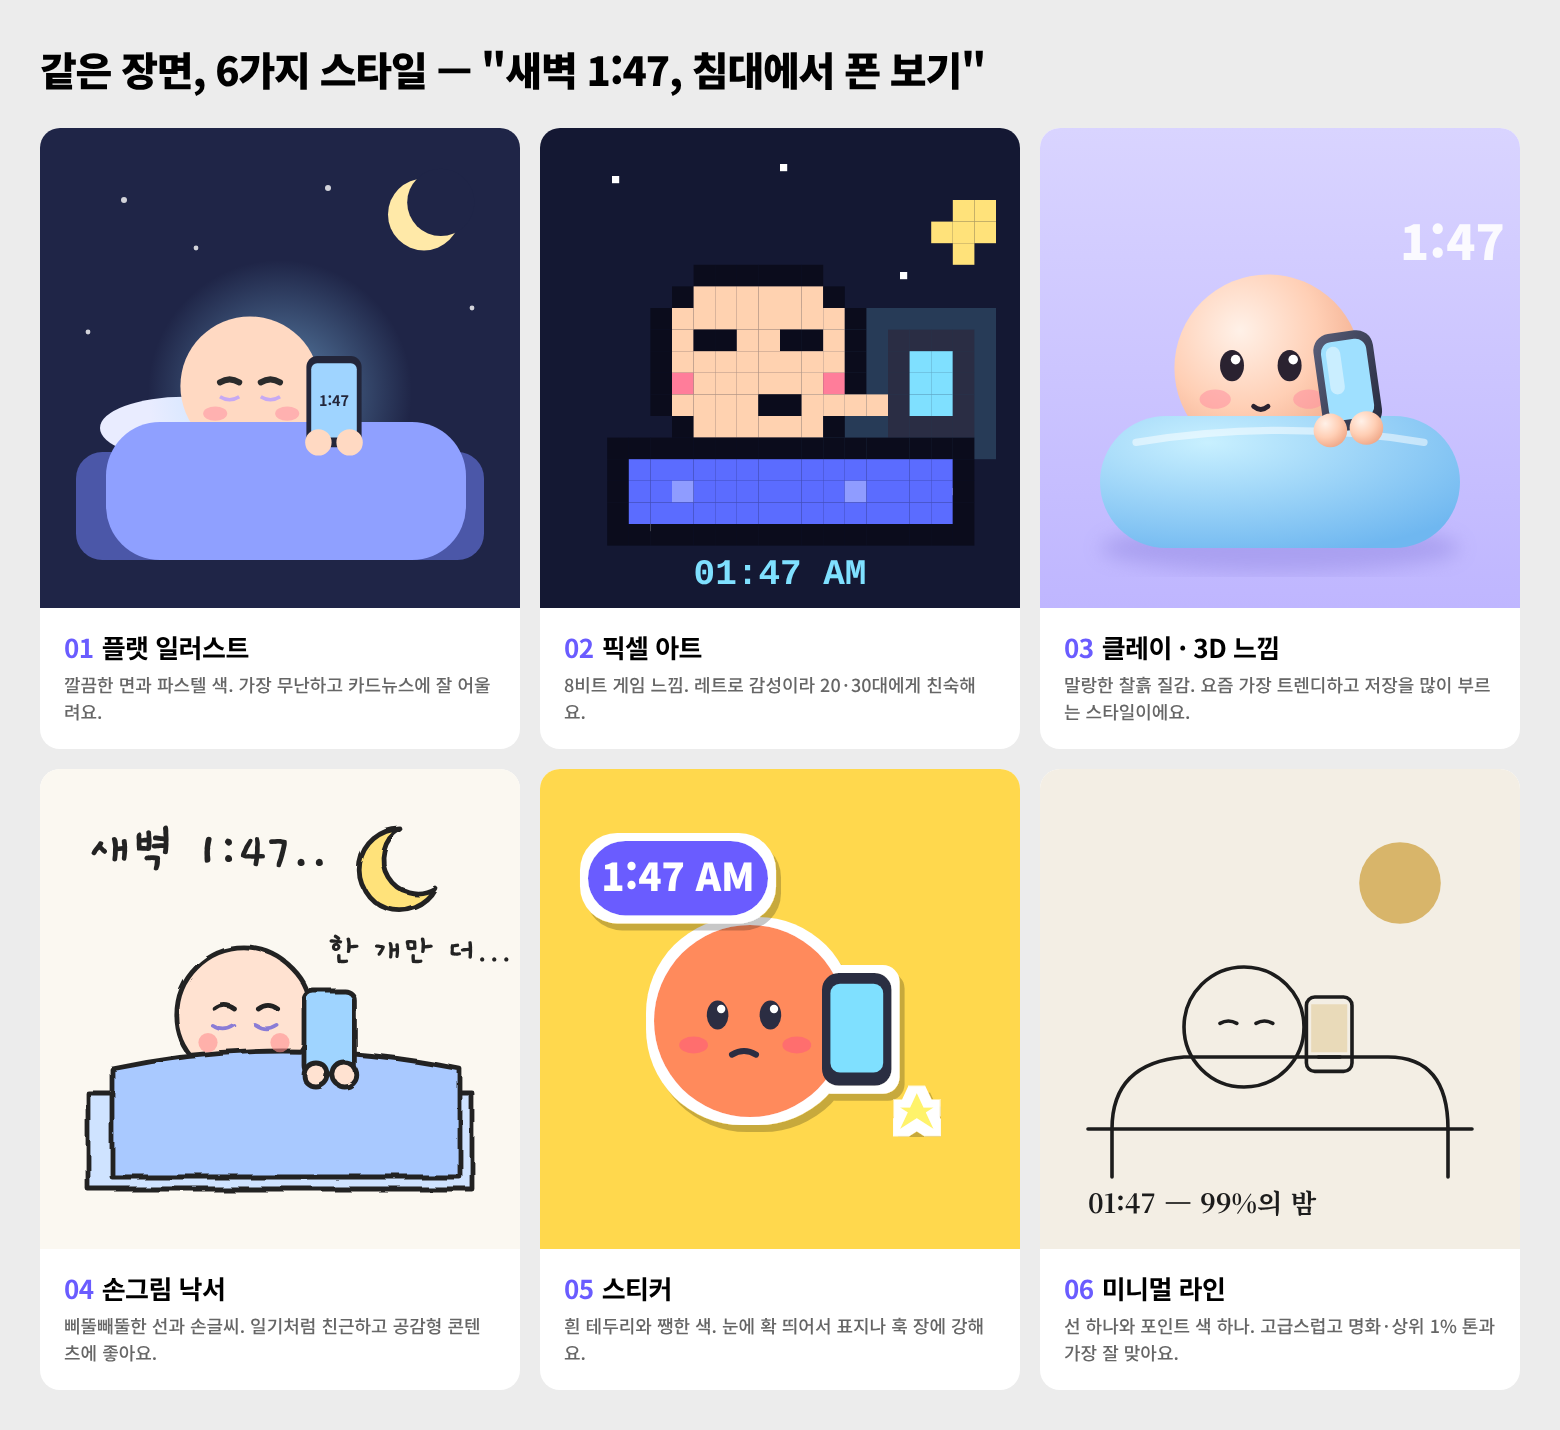 같은 장면, 6가지 스타일 — "새벽 1:47, 침대에서 폰 보기"
1:47
01:47 AM
1:47
01 플랫 일러스트
깔끔한 면과 파스텔 색. 가장 무난하고 카드뉴스에 잘 어울
려요.
02 픽셀 아트
8비트 게임 느낌. 레트로 감성이라 20·30대에게 친숙해
요.
03 클레이 · 3D 느낌
말랑한 찰흙 질감. 요즘 가장 트렌디하고 저장을 많이 부르
는 스타일이에요.
새벽 1:47..
한 개만 더...
1:47 AM
01:47 — 99%의 밤
04 손그림 낙서
삐뚤빼뚤한 선과 손글씨. 일기처럼 친근하고 공감형 콘텐
츠에 좋아요.
05 스티커
흰 테두리와 쨍한 색. 눈에 확 띄어서 표지나 훅 장에 강해
요.
06 미니멀 라인
선 하나와 포인트 색 하나. 고급스럽고 명화·상위 1% 톤과
가장 잘 맞아요.